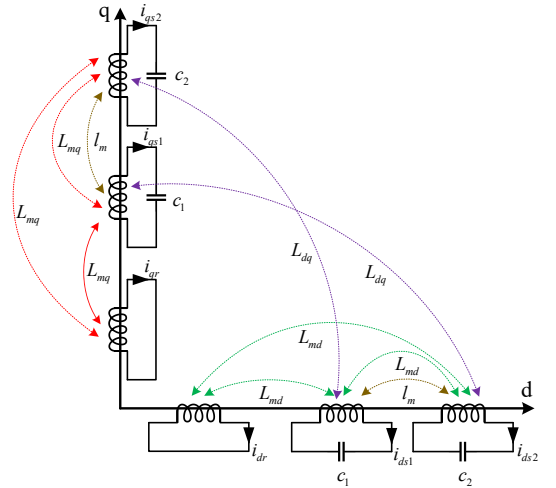 q
i_qs2
c_2
L_mq
l_m
i_qs1
c_1
L_mq
L_dq
L_dq
L_mq
i_qr
L_md
L_md
L_md
l_m
d
i_dr
c_1
i_ds1
c_2
i_ds2